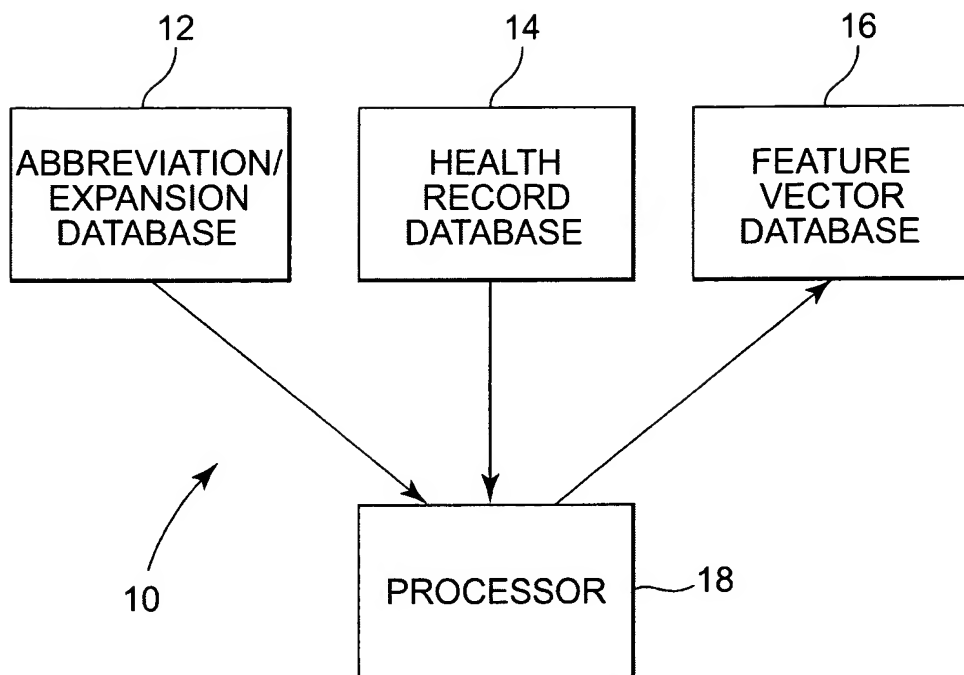 12
14
16
ABBREVIATION/
EXPANSION
DATABASE
HEALTH
RECORD
DATABASE
FEATURE
VECTOR
DATABASE
10
PROCESSOR
18